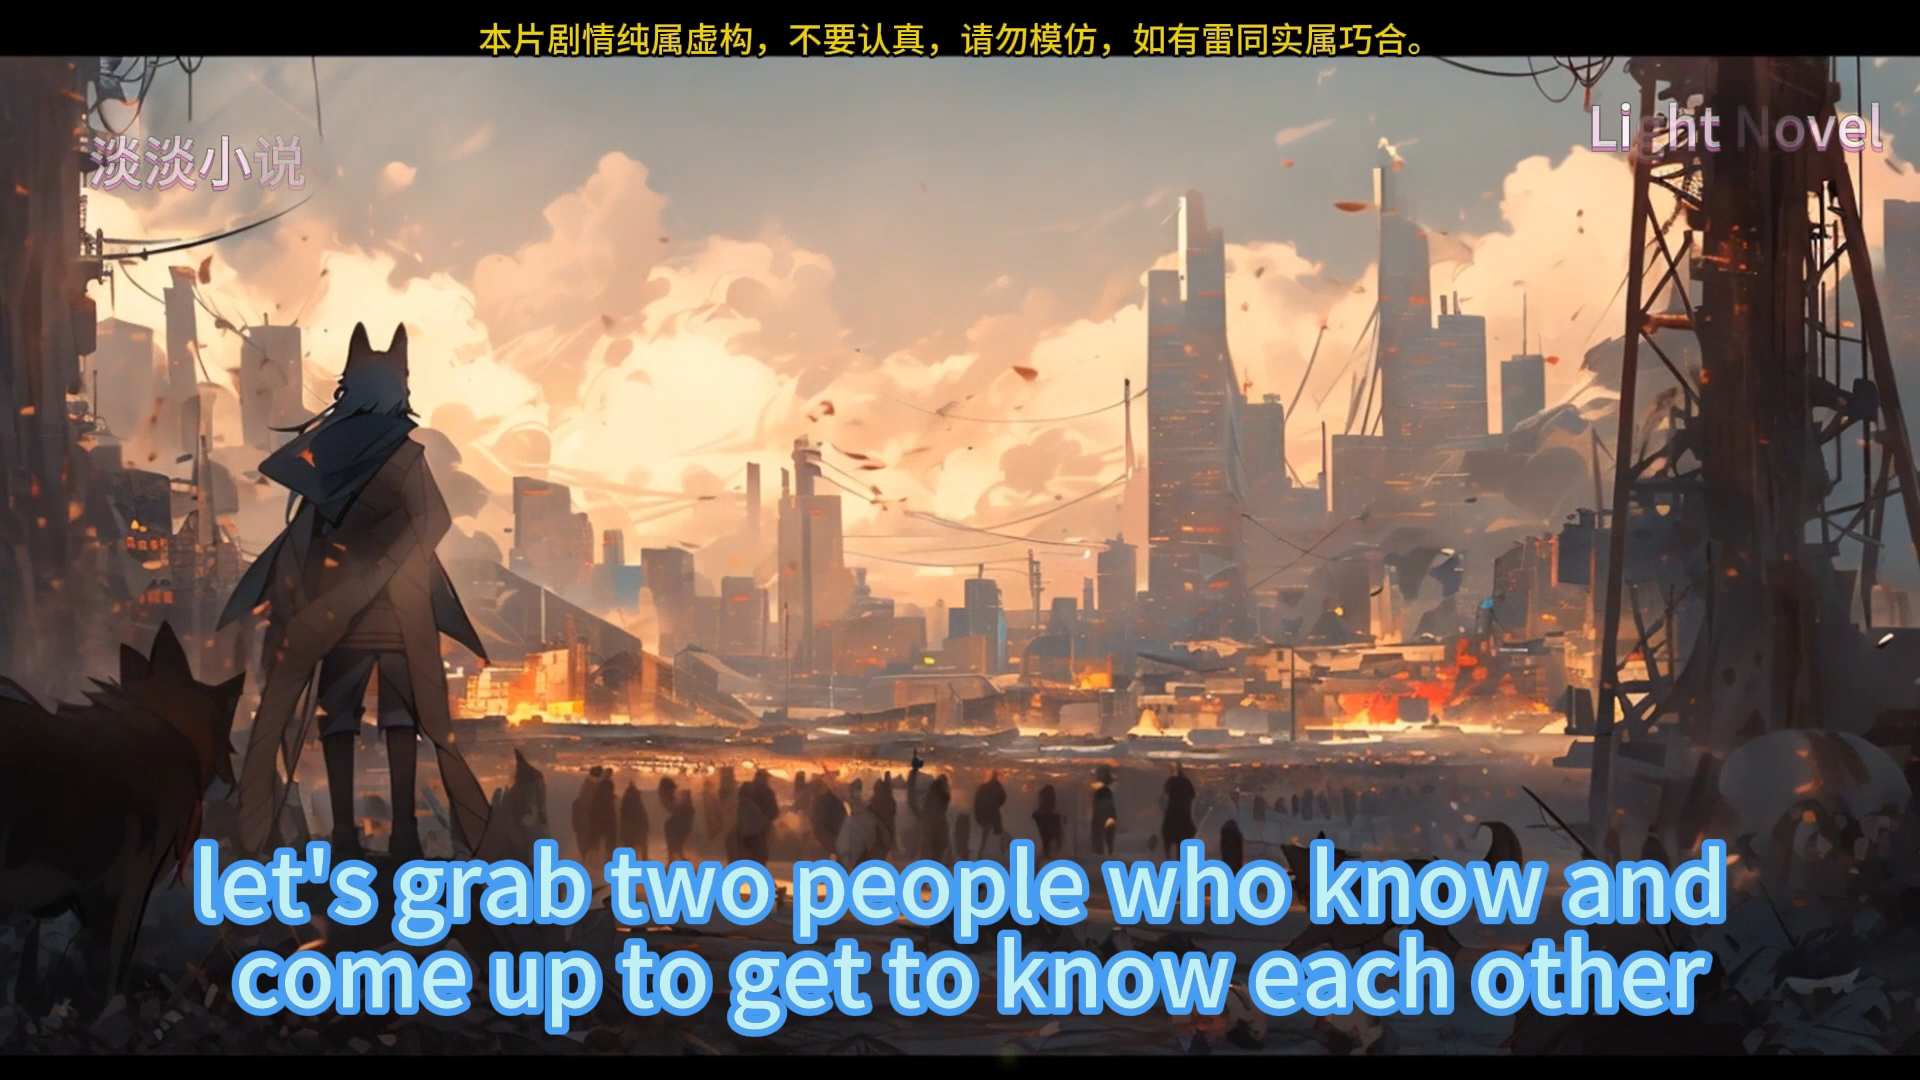 本片剧情纯属虚构，不要认真，请勿模仿，如有雷同实属巧合。
淡淡小说
Light Novel
let's grab two people who know and
come up to get to know each other